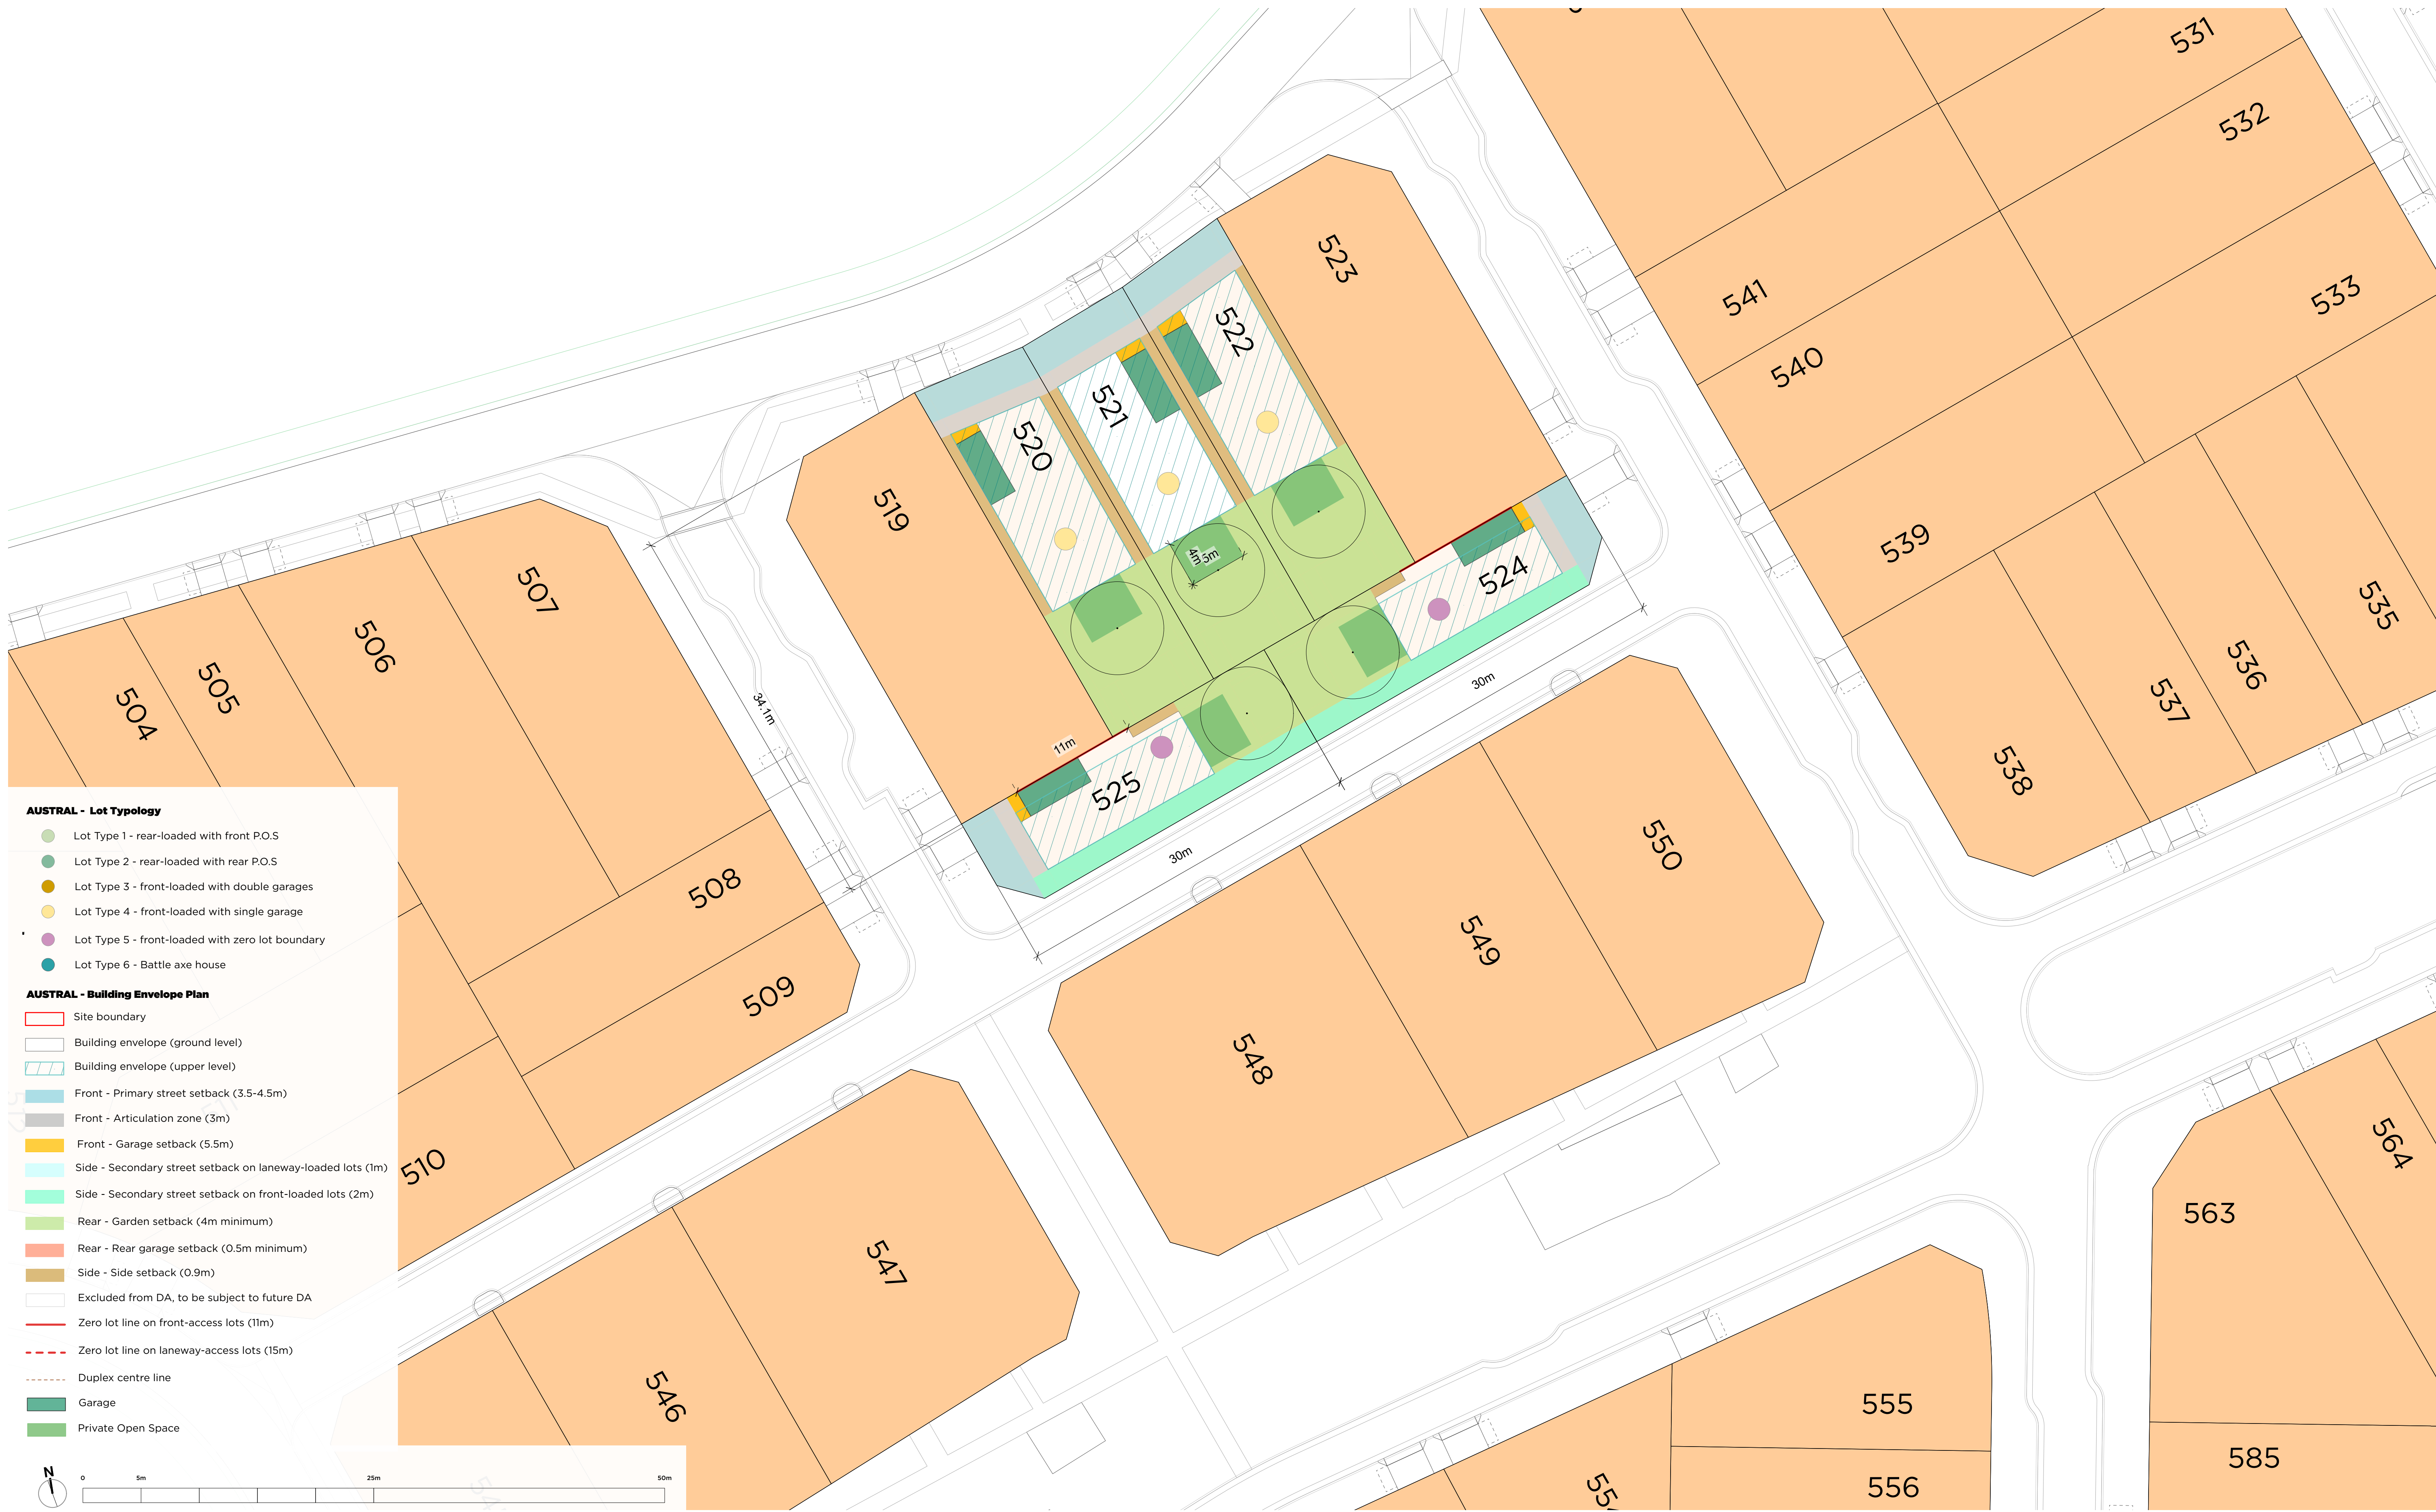 531
532
533
523
541
522
540
521
520
535
519
539
4m
5m
524
536
507
506
505
537
504
30m
34.1m
11m
538
525
550
30m
508
549
509
548
564
510
563
547
546
555
585
556
AUSTRAL - Lot Typology
Lot Type 1 - rear-loaded with front P.O.S
Lot Type 2 - rear-loaded with rear P.O.S
Lot Type 3 - front-loaded with double garages
Lot Type 4 - front-loaded with single garage
Lot Type 5 - front-loaded with zero lot boundary
Lot Type 6 - Battle axe house
AUSTRAL - Building Envelope Plan
Site boundary
Building envelope (ground level)
Building envelope (upper level)
Front - Primary street setback (3.5-4.5m)
Front - Articulation zone (3m)
Front - Garage setback (5.5m)
Side - Secondary street setback on laneway-loaded lots (1m)
Side - Secondary street setback on front-loaded lots (2m)
Rear - Garden setback (4m minimum)
Rear - Rear garage setback (0.5m minimum)
Side - Side setback (0.9m)
Excluded from DA, to be subject to future DA
Zero lot line on front-access lots (11m)
Zero lot line on laneway-access lots (15m)
Duplex centre line
Garage
Private Open Space
N
0 5m 25m 50m